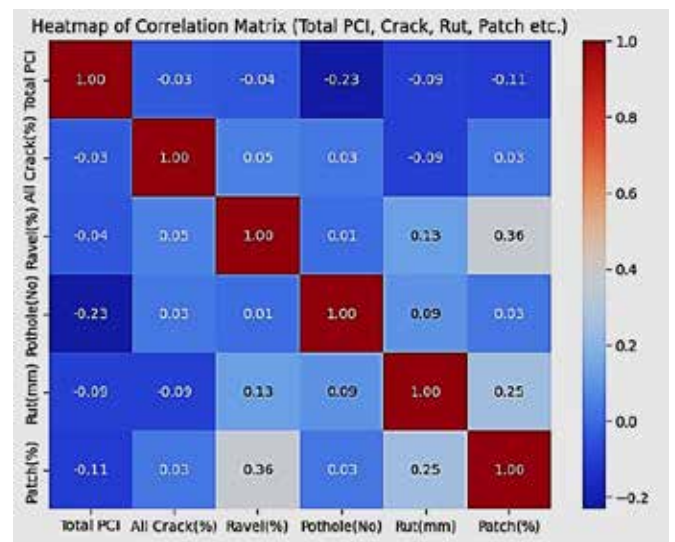 Heatmap of Correlation Matrix (Total PCI, Crack, Rut, Patch etc.)
Total PCI 1.00 -0.03 -0.04 -0.23 -0.09 -0.11
All Crack(%) -0.03 1.00 0.05 0.03 -0.09 0.03
Ravel(%) -0.04 0.05 1.00 0.01 0.13 0.36
Pothole(No) -0.23 0.03 0.01 1.00 0.09 0.03
Rut(mm) -0.09 -0.09 0.13 0.09 1.00 0.25
Patch(%) -0.11 0.03 0.36 0.03 0.25 1.00
Total PCI All Crack(%) Ravel(%) Pothole(No) Rut(mm) Patch(%)
1.0
0.8
0.6
0.4
0.2
0.0
−0.2